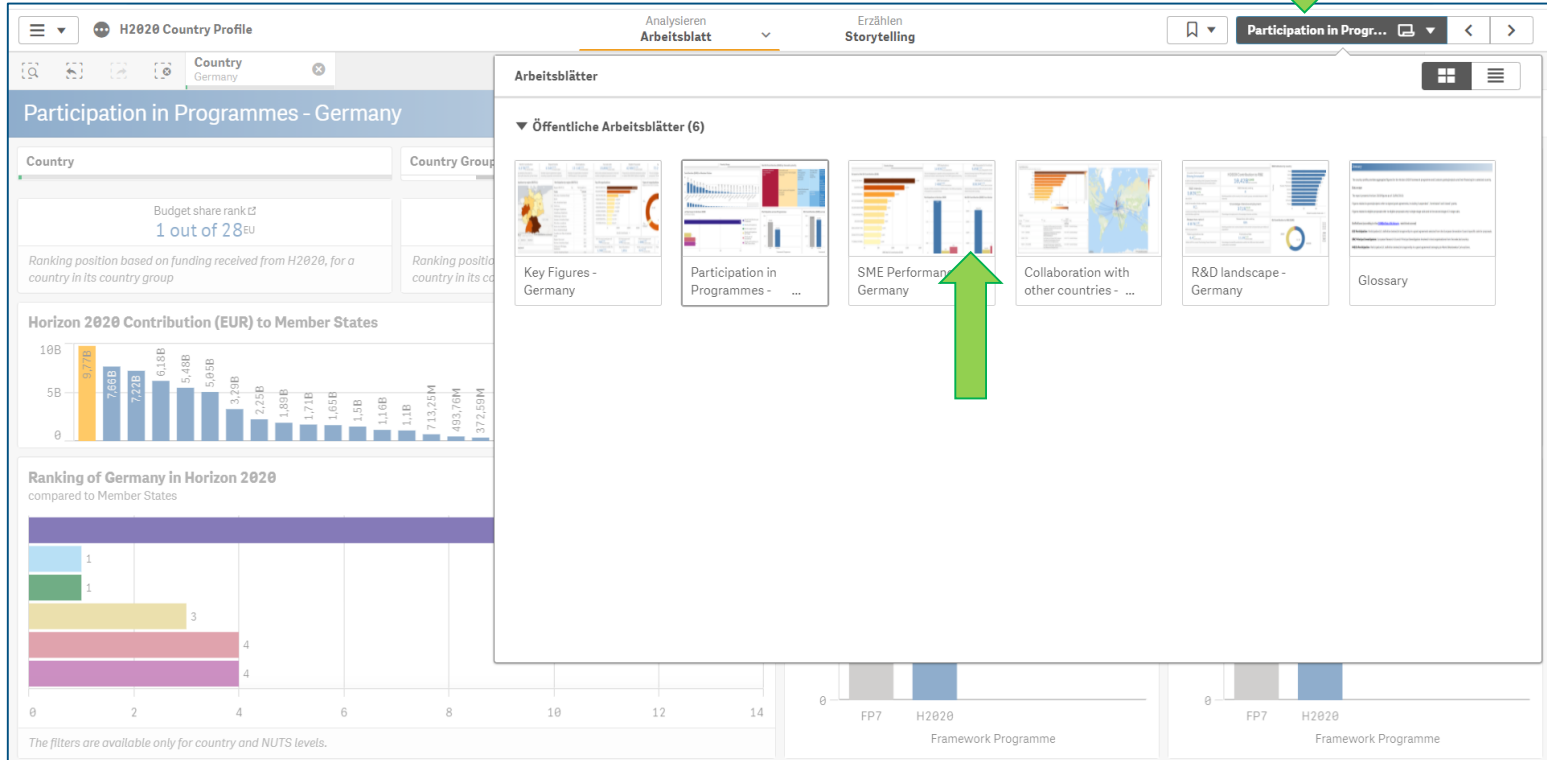 H2020 Country Profile
Analysieren
Arbeitsblatt
Erzählen
Storytelling
Participation in Progr...
Country
Germany
Participation in Programmes - Germany
Arbeitsblätter
Öffentliche Arbeitsblätter (6)
Key Figures -
Germany
Participation in
Programmes - ...
SME Performan
Germany
Collaboration with
other countries - ...
R&D landscape -
Germany
Glossary
Country
Country Group
Budget share rank
1 out of 28 EU
Ranking position based on funding received from H2020, for a
country in its country group
Ranking positio
country in its co
Horizon 2020 Contribution (EUR) to Member States
10B
5B
0
9,77B
7,66B
7,22B
6,18B
5,48B
5,05B
3,29B
2,25B
1,89B
1,71B
1,65B
1,5B
1,16B
1,1B
713,25M
493,76M
372,59M
Ranking of Germany in Horizon 2020
compared to Member States
1
1
3
4
4
0 2 4 6 8 10 12 14
The filters are available only for country and NUTS levels.
0
FP7 H2020
Framework Programme
0
FP7 H2020
Framework Programme